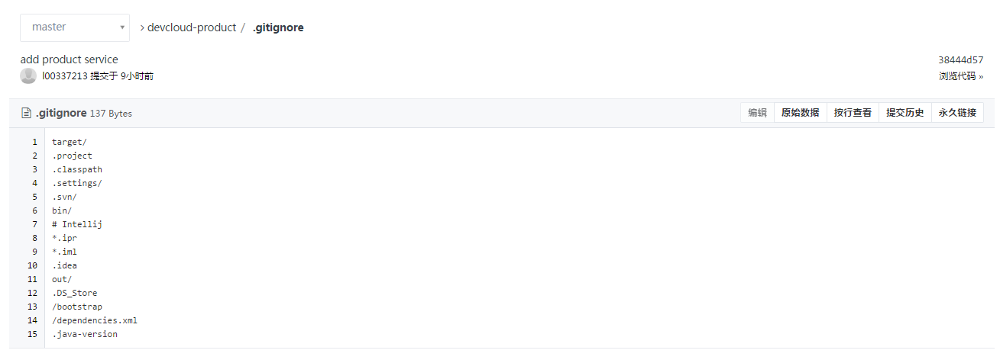 master
> devcloud-product / .gitignore
add product service 38444d57
l00337213 提交于 9小时前 浏览代码 »
.gitignore 137 Bytes 编辑 原始数据 按行查看 提交历史 永久链接
1 target/
2 .project
3 .classpath
4 .settings/
5 .svn/
6 bin/
7 # Intellij
8 *.ipr
9 *.iml
10 .idea
11 out/
12 .DS_Store
13 /bootstrap
14 /dependencies.xml
15 .java-version